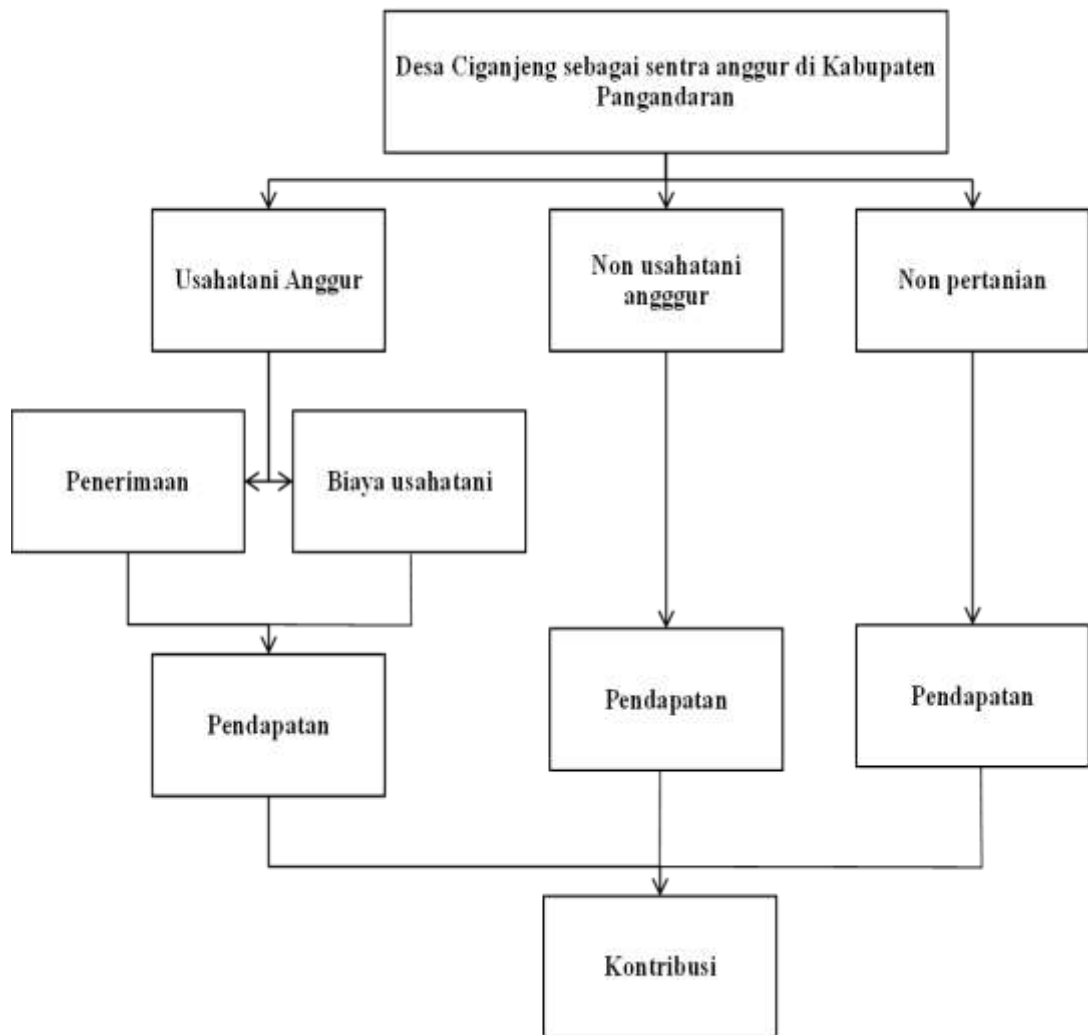 Desa Ciganjeng sebagai sentra anggur di Kabupaten
Pangandaran
Usahatani Anggur
Non usahatani
angggur
Non pertanian
Penerimaan
Biaya usahatani
Pendapatan
Pendapatan
Pendapatan
Kontribusi